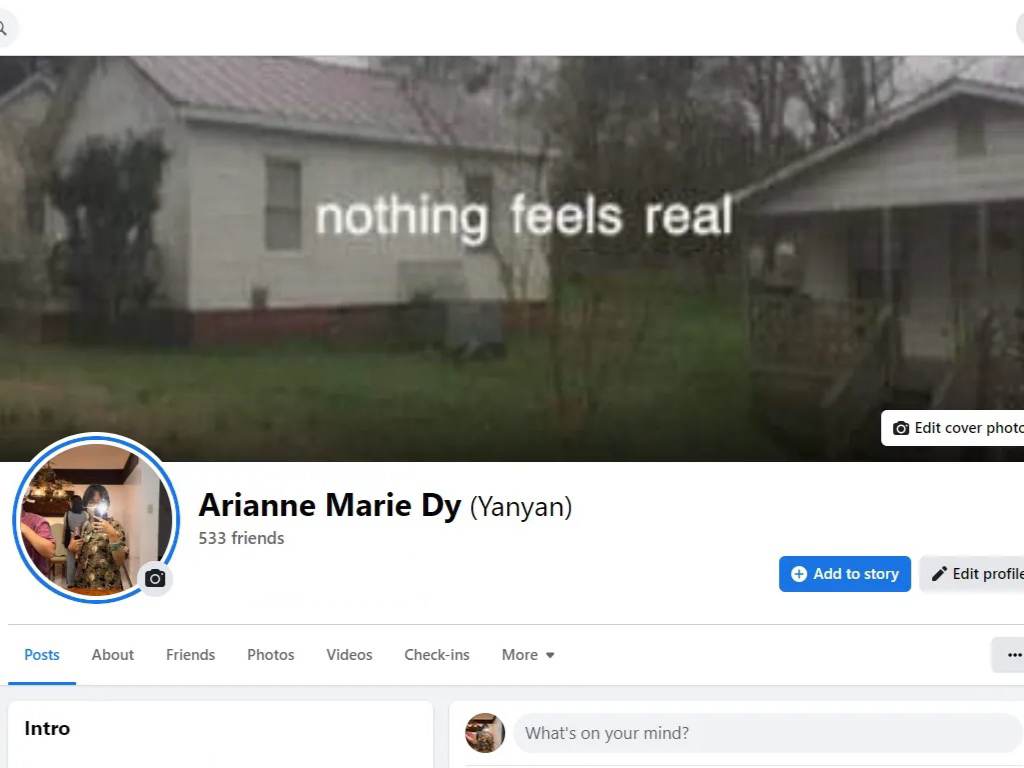 nothing feels real
Edit cover photo
Arianne Marie Dy (Yanyan)
533 friends
Add to story
Edit profile
Posts
About
Friends
Photos
Videos
Check-ins
More
Intro
What's on your mind?